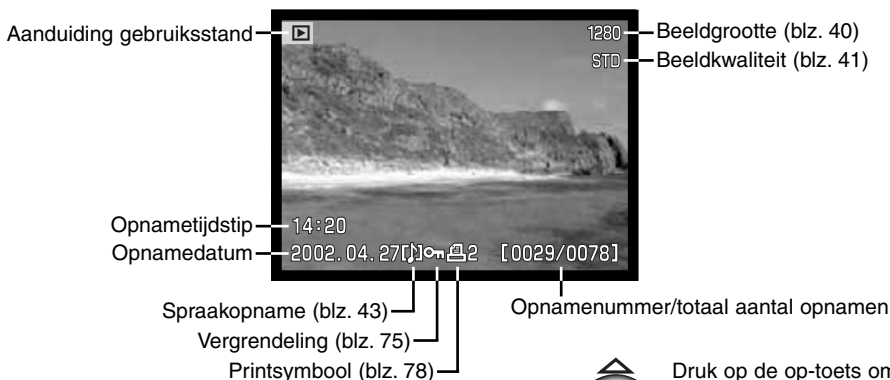 Aanduiding gebruiksstand
1280
Beeldgrootte (blz. 40)
STD
Beeldkwaliteit (blz. 41)
Opnametijdstip
14:20
Opnamedatum
2002.04.27[♪] 2 [0029/0078]
Spraakopname (blz. 43)
Opnamenummer/totaal aantal opnamen
Vergrendeling (blz. 75)
Printsymbool (blz. 78)
Druk op de op-toets om